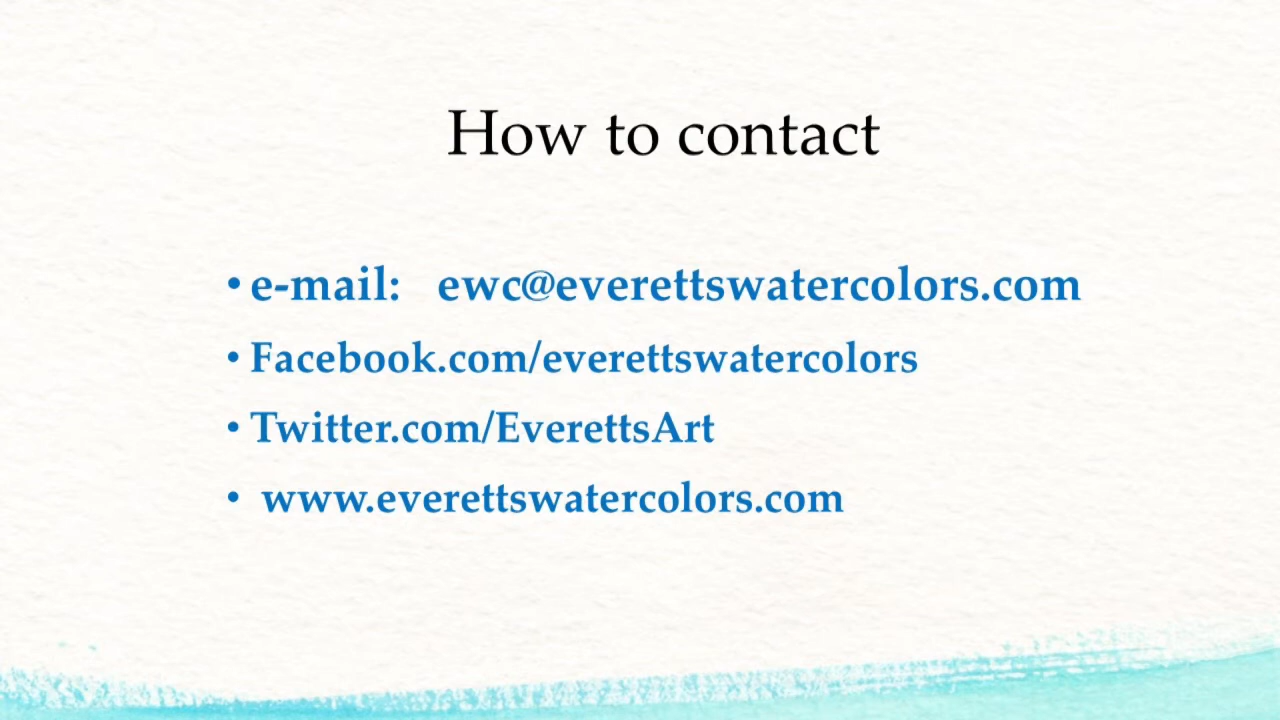 How to contact
• e-mail: ewc@everettswatercolors.com
• Facebook.com/everettswatercolors
• Twitter.com/EverettsArt
• www.everettswatercolors.com